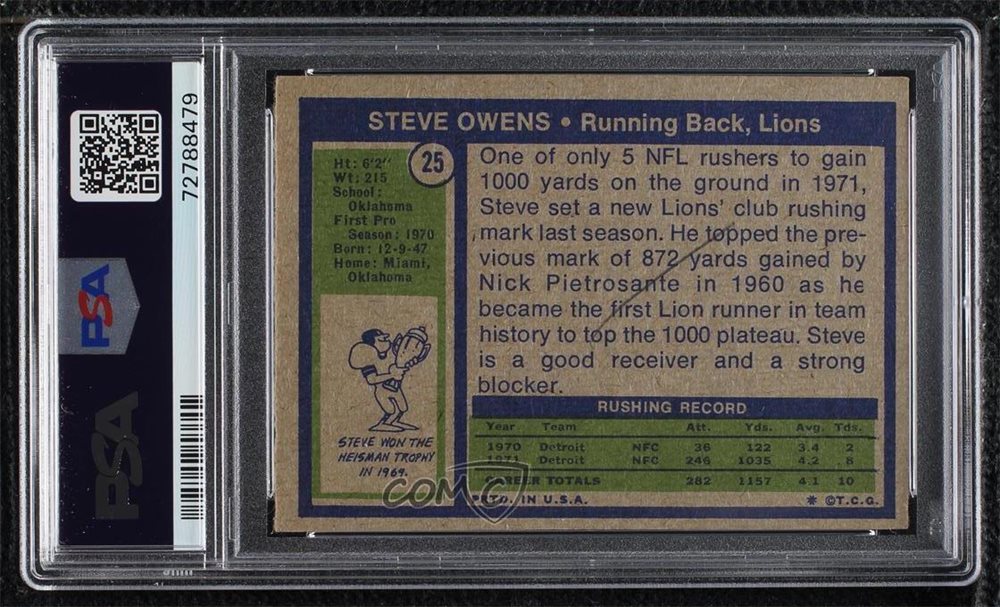 72788479
PSA
PSA
STEVE OWENS • Running Back, Lions
25
Ht: 6'2"
Wt: 215
School:
Oklahoma
First Pro
Season: 1970
Born: 12-9-47
Home: Miami,
Oklahoma
STEVE WON THE
HEISMAN TROPHY
IN 1969.
One of only 5 NFL rushers to gain
1000 yards on the ground in 1971,
Steve set a new Lions' club rushing
mark last season. He topped the pre-
vious mark of 872 yards gained by
Nick Pietrosante in 1960 as he
became the first Lion runner in team
history to top the 1000 plateau. Steve
is a good receiver and a strong
blocker.
RUSHING RECORD
Year Team Att. Yds. Avg. Tds.
1970 Detroit NFC 36 122 3.4 2
1971 Detroit NFC 246 1035 4.2 8
CAREER TOTALS 282 1157 4.1 10
PRTD. IN U.S.A. * ©T.C.G.
COMC